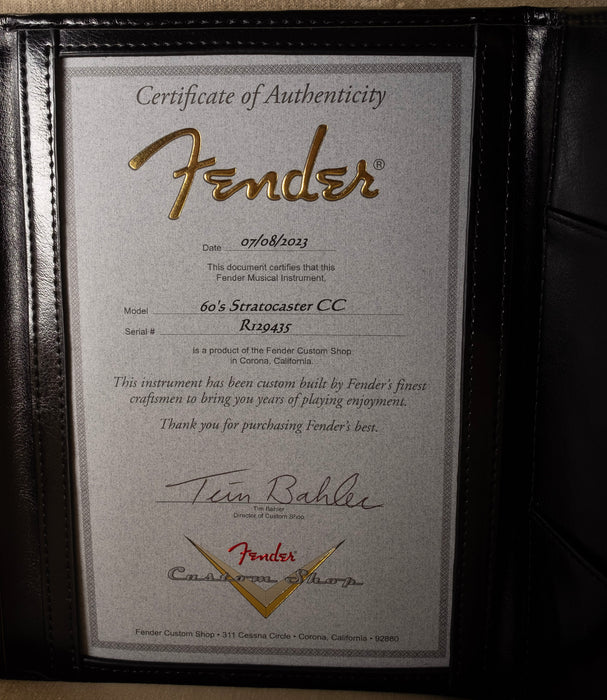 Certificate of Authenticity
Fender®
Date 07/08/2023
This document certifies that this
Fender Musical Instrument,
Model 60's Stratocaster CC
Serial # R129435
is a product of the Fender Custom Shop
in Corona, California.
This instrument has been custom built by Fender's finest
craftsmen to bring you years of playing enjoyment.
Thank you for purchasing Fender's best.
Tim Bahler
Tim Bahler
Director of Custom Shop
Fender
Custom Shop
Fender Custom Shop • 311 Cessna Circle • Corona, California • 92880